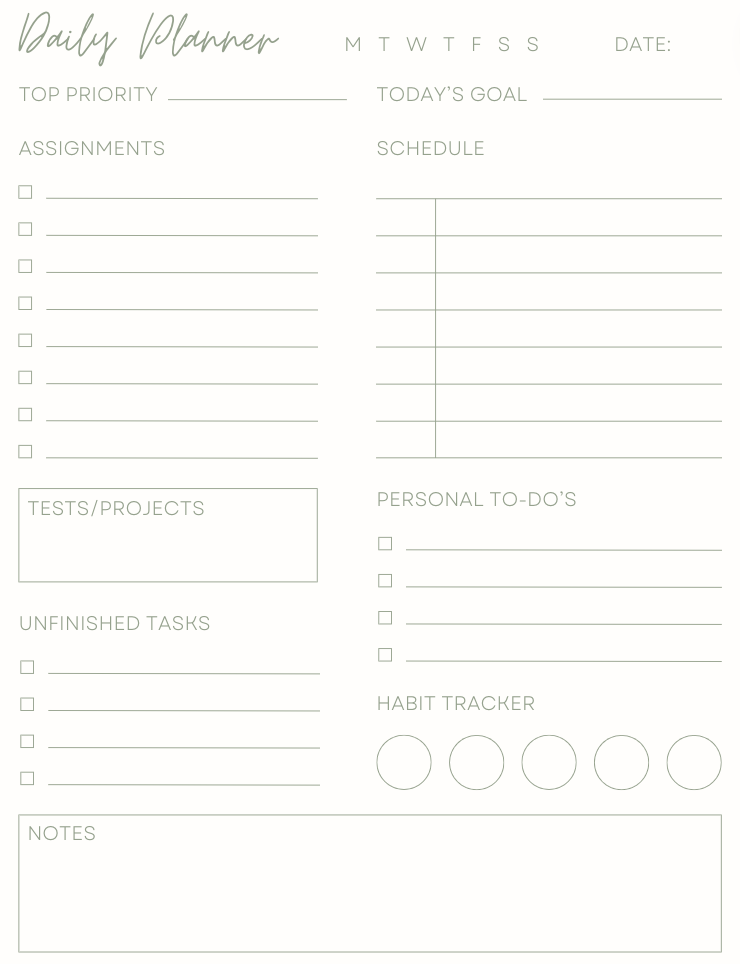 Daily Planner
M T W T F S S
DATE:
TOP PRIORITY
TODAY'S GOAL
ASSIGNMENTS
SCHEDULE
TESTS/PROJECTS
PERSONAL TO-DO'S
UNFINISHED TASKS
HABIT TRACKER
NOTES